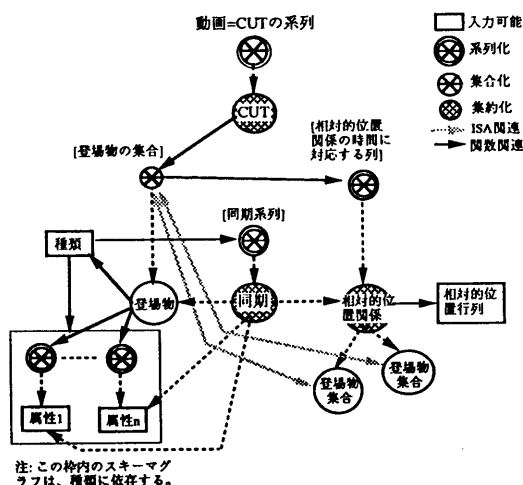 動画=CUTの系列
入力可能
系列化
集合化
集約化
ISA関連
関数関連
CUT
[登場物の集合]
[相対的位置
関係の時間に
対応する列]
[同期系列]
種類
登場物
同期
相対的位
置関係
相対的位
置行列
登場物
集合
登場物
集合
属性1
属性n
注: この枠内のスキーマグ
ラフは、種類に依存する。